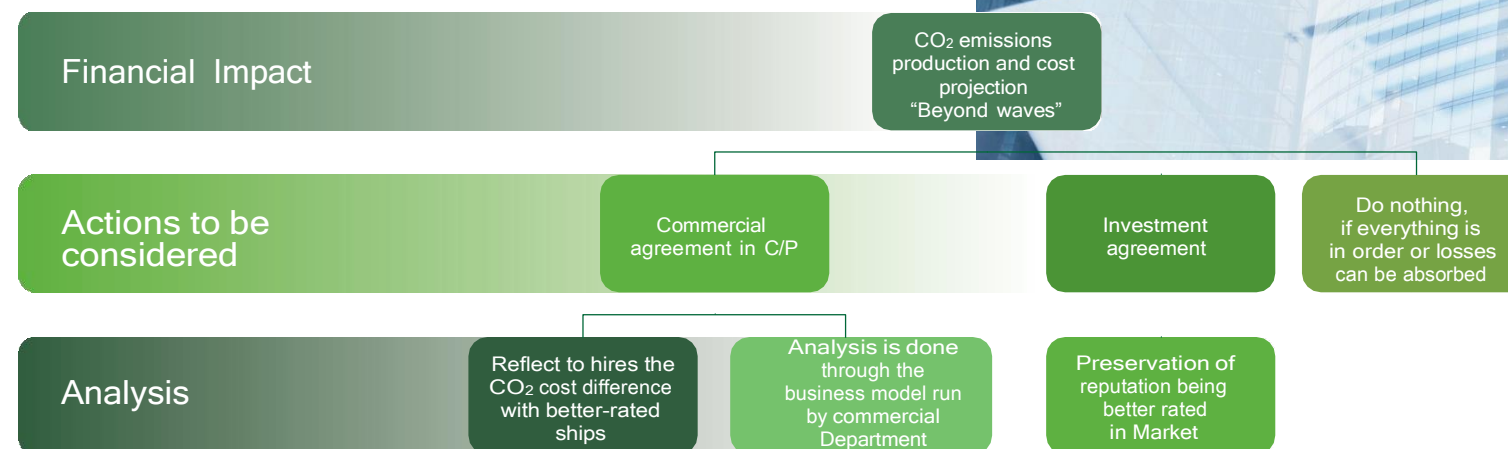 Financial Impact
CO₂ emissions
production and cost
projection
“Beyond waves”
Actions to be
considered
Commercial
agreement in C/P
Investment
agreement
Do nothing,
if everything is
in order or losses
can be absorbed
Analysis
Reflect to hires the
CO₂ cost difference
with better-rated
ships
Analysis is done
through the
business model run
by commercial
Department
Preservation of
reputation being
better rated
in Market